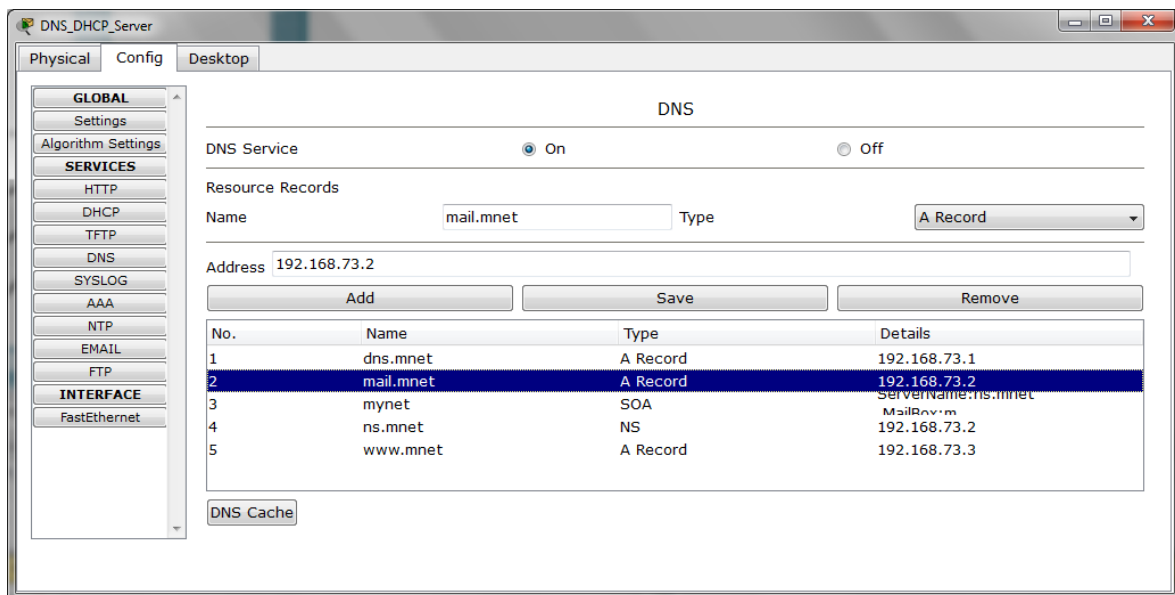 DNS_DHCP_Server
Physical Config Desktop
GLOBAL
Settings
Algorithm Settings
SERVICES
HTTP
DHCP
TFTP
DNS
SYSLOG
AAA
NTP
EMAIL
FTP
INTERFACE
FastEthernet
DNS
DNS Service On Off
Resource Records
Name mail.mnet Type A Record
Address 192.168.73.2
Add Save Remove
No. Name Type Details
1 dns.mnet A Record 192.168.73.1
2 mail.mnet A Record 192.168.73.2
3 mynet SOA ServerName:ns.mnet
MailBox:m
4 ns.mnet NS 192.168.73.2
5 www.mnet A Record 192.168.73.3
DNS Cache